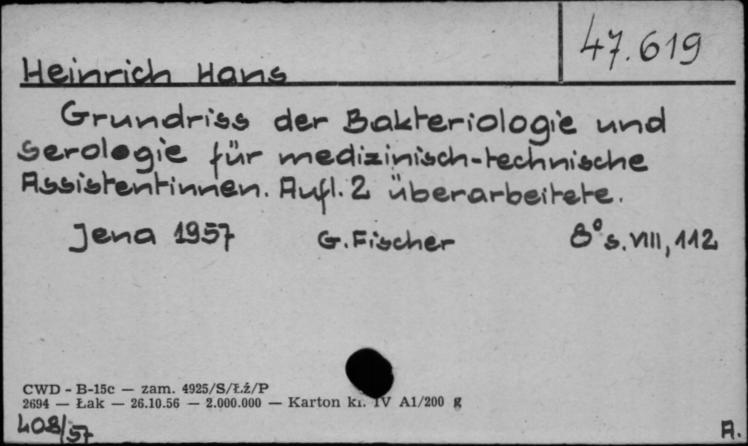 47.619
Heinrich Hans
Grundriss der Bakteriologie und
Serologie für medizinisch-technische
Assistentinnen. Aufl. 2 überarbeitete.
Jena 1957 G. Fischer 8° s. VIII, 112
CWD - B-15c — zam. 4925/S/Łź/P
2694 — Łak — 26.10.56 — 2.000.000 — Karton kl. IV A1/200 g
408/57 A.